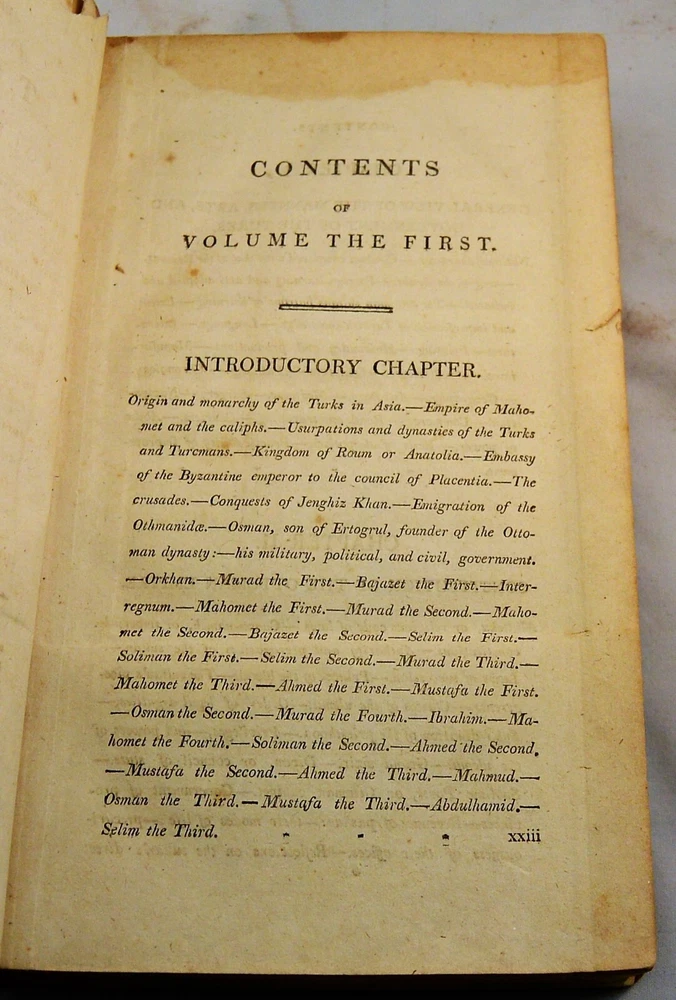 CONTENTS
OF
VOLUME THE FIRST.
INTRODUCTORY CHAPTER.
Origin and monarchy of the Turks in Asia.—Empire of Maho-
met and the caliphs.—Usurpations and dynasties of the Turks
and Turcmans.—Kingdom of Roum or Anatolia.—Embassy
of the Byzantine emperor to the council of Placentia.—The
crusades.—Conquests of Jenghiz Khan.—Emigration of the
Othmanidæ.—Osman, son of Ertogrul, founder of the Otto-
man dynasty:—his military, political, and civil, government.
—Orkhan.—Murad the First.—Bajazet the First.—Inter-
regnum.—Mahomet the First.—Murad the Second.—Maho-
met the Second.—Bajazet the Second.—Selim the First.—
Soliman the First.—Selim the Second.—Murad the Third.—
Mahomet the Third.—Ahmed the First.—Mustafa the First.
—Osman the Second.—Murad the Fourth.—Ibrahim.—Ma-
homet the Fourth.—Soliman the Second.—Ahmed the Second.
—Mustafa the Second.—Ahmed the Third.—Mahmud.—
Osman the Third.—Mustafa the Third.—Abdulhamid.—
Selim the Third. - - - xxiii